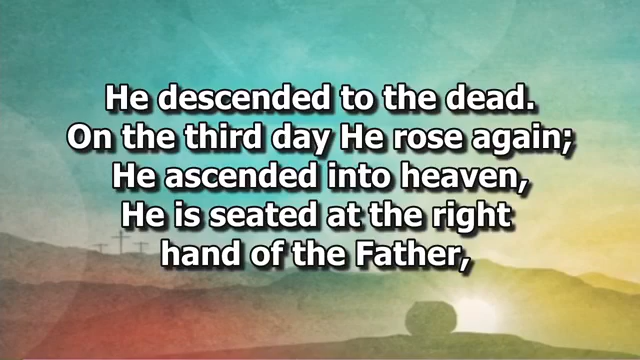 He descended to the dead.
On the third day He rose again;
He ascended into heaven,
He is seated at the right
hand of the Father,